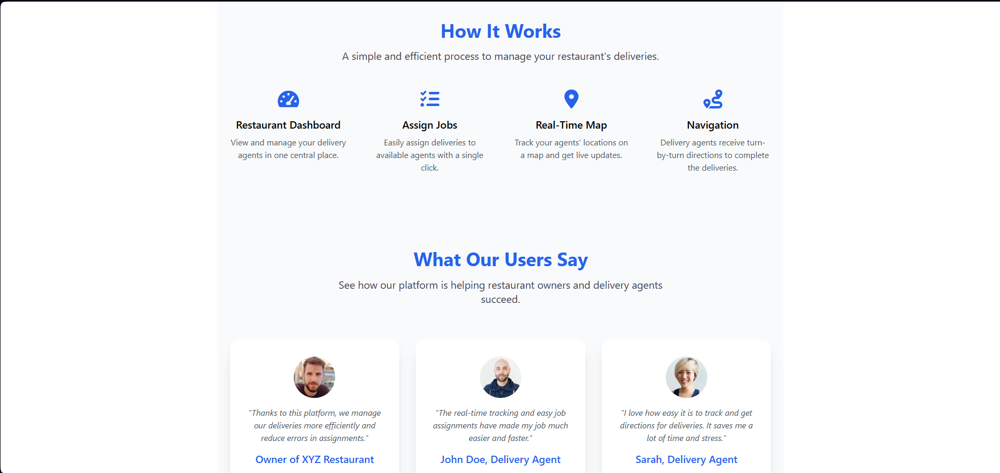 How It Works
A simple and efficient process to manage your restaurant's deliveries.
Restaurant Dashboard
View and manage your delivery
agents in one central place.
Assign Jobs
Easily assign deliveries to
available agents with a single
click.
Real-Time Map
Track your agents' locations on
a map and get live updates.
Navigation
Delivery agents receive turn-
by-turn directions to complete
the deliveries.
What Our Users Say
See how our platform is helping restaurant owners and delivery agents
succeed.
"Thanks to this platform, we manage
our deliveries more efficiently and
reduce errors in assignments."
Owner of XYZ Restaurant
"The real-time tracking and easy job
assignments have made my job much
easier and faster."
John Doe, Delivery Agent
"I love how easy it is to track and get
directions for deliveries. It saves me a
lot of time and stress."
Sarah, Delivery Agent